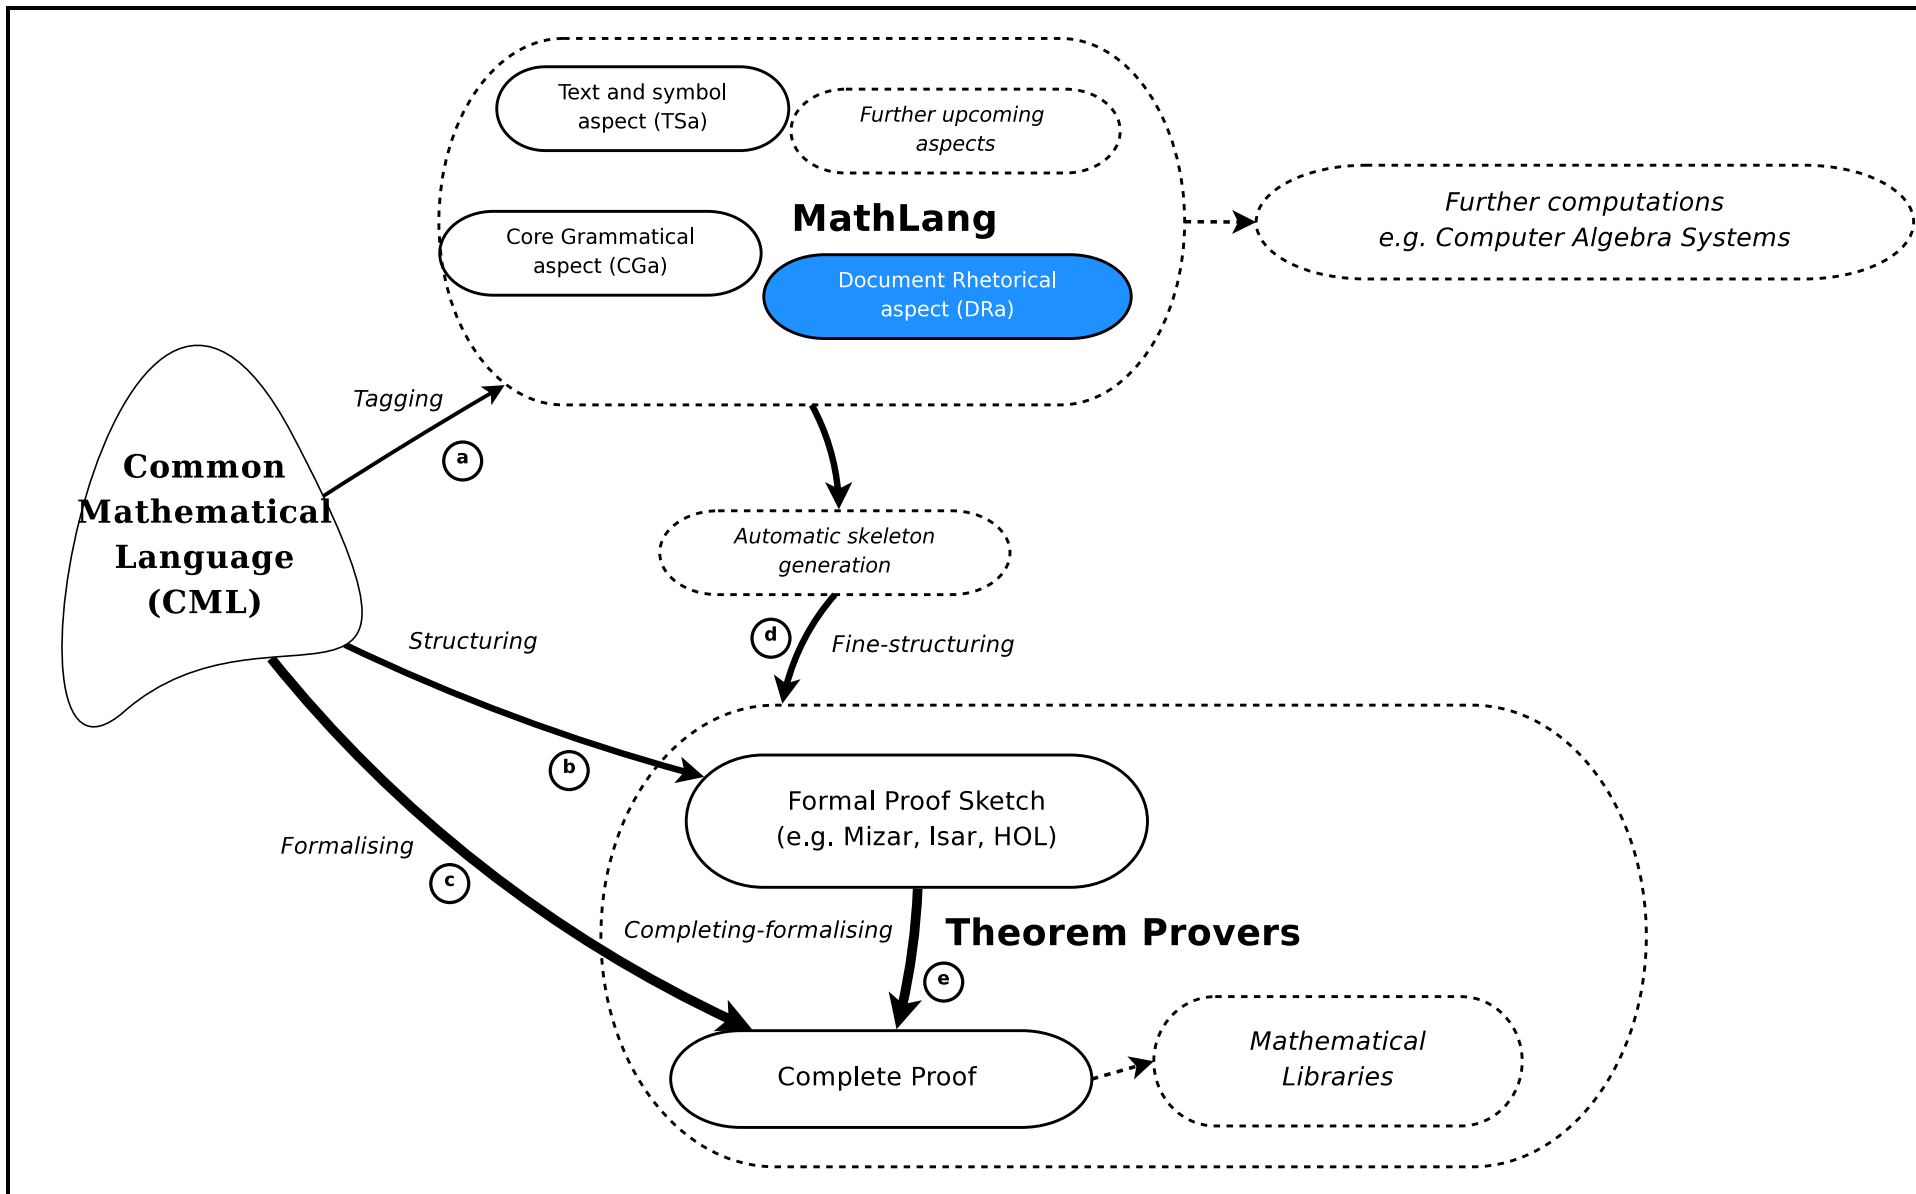 Text and symbol
aspect (TSa)
Further upcoming
aspects
MathLang
Core Grammatical
aspect (CGa)
Document Rhetorical
aspect (DRa)
Further computations
e.g. Computer Algebra Systems
Tagging
a
Common
Mathematical
Language
(CML)
Automatic skeleton
generation
Structuring
d
Fine-structuring
b
Formal Proof Sketch
(e.g. Mizar, Isar, HOL)
Formalising
c
Completing-formalising
Theorem Provers
e
Complete Proof
Mathematical
Libraries